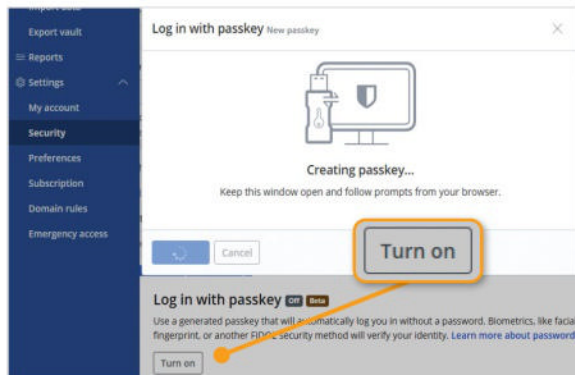 Export vault
Reports
Settings
My account
Security
Preferences
Subscription
Domain rules
Emergency access
Log in with passkey New passkey
Creating passkey...
Keep this window open and follow prompts from your browser.
Cancel
Turn on
Log in with passkey Off Beta
Use a generated passkey that will automatically log you in without a password. Biometrics, like facial
fingerprint, or another FIDO2 security method will verify your identity. Learn more about password
Turn on